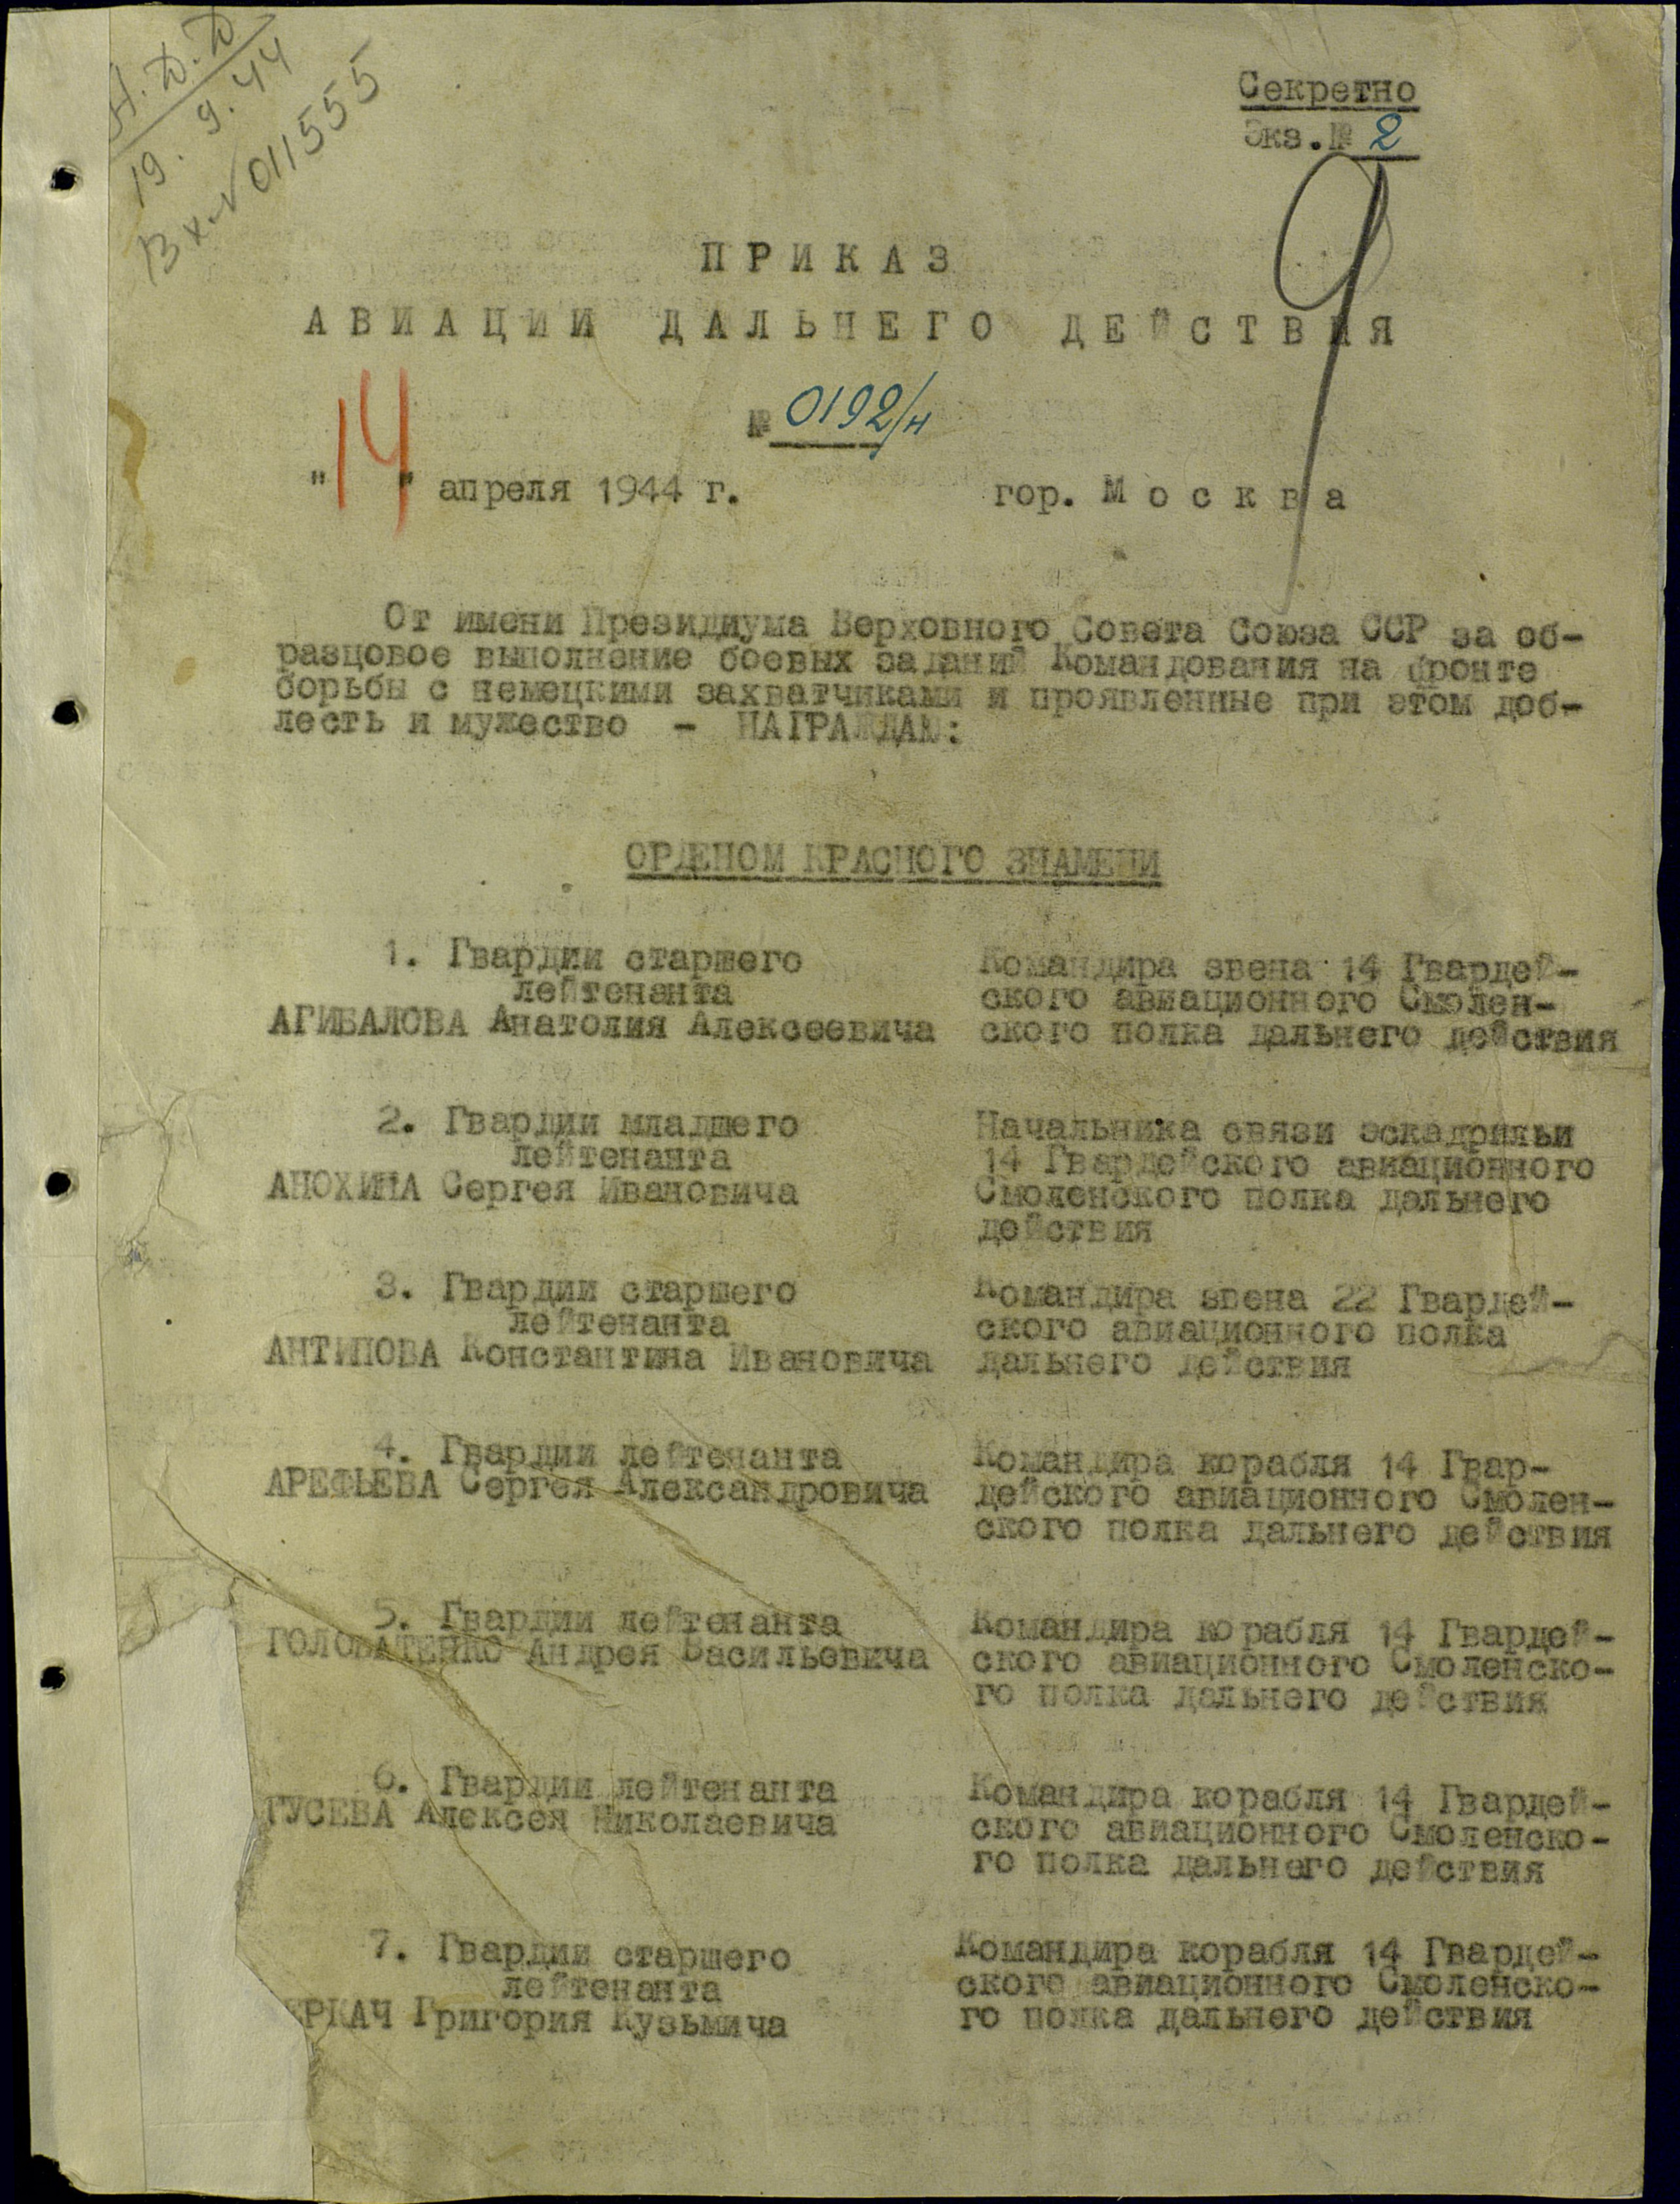 Н.Д.Д
19. 9.44
Вх.№ 011555
Секретно
Экз.№ 2
9
ПРИКАЗ
АВИАЦИИ ДАЛЬНЕГО ДЕЙСТВИЯ
№ 0192/н
"14" апреля 1944 г. гор. Москва
От имени Президиума Верховного Совета Союза ССР за об-
разцовое выполнение боевых заданий Командования на фронте
борьбы с немецкими захватчиками и проявленные при этом доб-
лесть и мужество - НАГРАЖДАЮ:
ОРДЕНОМ КРАСНОГО ЗНАМЕНИ
1. Гвардии старшего
лейтенанта
АГИБАЛОВА Анатолия Алексеевича
Командира звена 14 Гвардей-
ского авиационного Смолен-
ского полка дальнего действия
2. Гвардии младшего
лейтенанта
АНОХИНА Сергея Ивановича
Начальника связи эскадрильи
14 Гвардейского авиационного
Смоленского полка дальнего
действия
3. Гвардии старшего
лейтенанта
АНТИПОВА Константина Ивановича
Командира звена 22 Гвардей-
ского авиационного полка
дальнего действия
4. Гвардии лейтенанта
АРЕФЬЕВА Сергея Александровича
Командира корабля 14 Гвар-
дейского авиационного Смолен-
ского полка дальнего действия
5. Гвардии лейтенанта
ГОЛОВАТЕНКО Андрея Васильевича
Командира корабля 14 Гвардей-
ского авиационного Смоленско-
го полка дальнего действия
6. Гвардии лейтенанта
ГУСЕВА Алексея Николаевича
Командира корабля 14 Гвардей-
ского авиационного Смоленско-
го полка дальнего действия
7. Гвардии старшего
лейтенанта
ЕРКАЧ Григория Кузьмича
Командира корабля 14 Гвардей-
ского авиационного Смоленско-
го полка дальнего действия